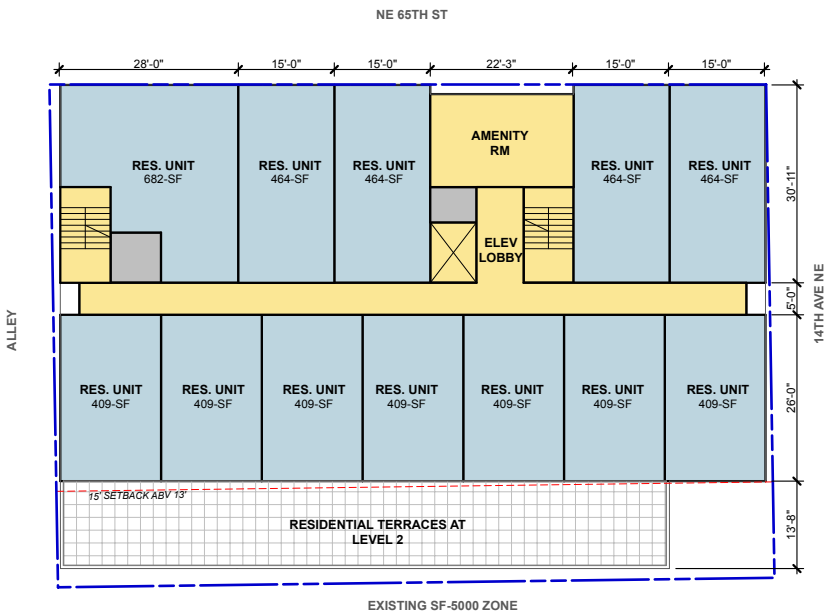 NE 65TH ST
28'-0"
15'-0"
15'-0"
22'-3"
15'-0"
15'-0"
AMENITY
RM
RES. UNIT
682-SF
RES. UNIT
464-SF
RES. UNIT
464-SF
RES. UNIT
464-SF
RES. UNIT
464-SF
30'-11"
ELEV
LOBBY
5'-0"
ALLEY
14TH AVE NE
RES. UNIT
409-SF
RES. UNIT
409-SF
RES. UNIT
409-SF
RES. UNIT
409-SF
RES. UNIT
409-SF
RES. UNIT
409-SF
RES. UNIT
409-SF
26'-0"
15' SETBACK ABV 13'
RESIDENTIAL TERRACES AT
LEVEL 2
13'-8"
EXISTING SF-5000 ZONE